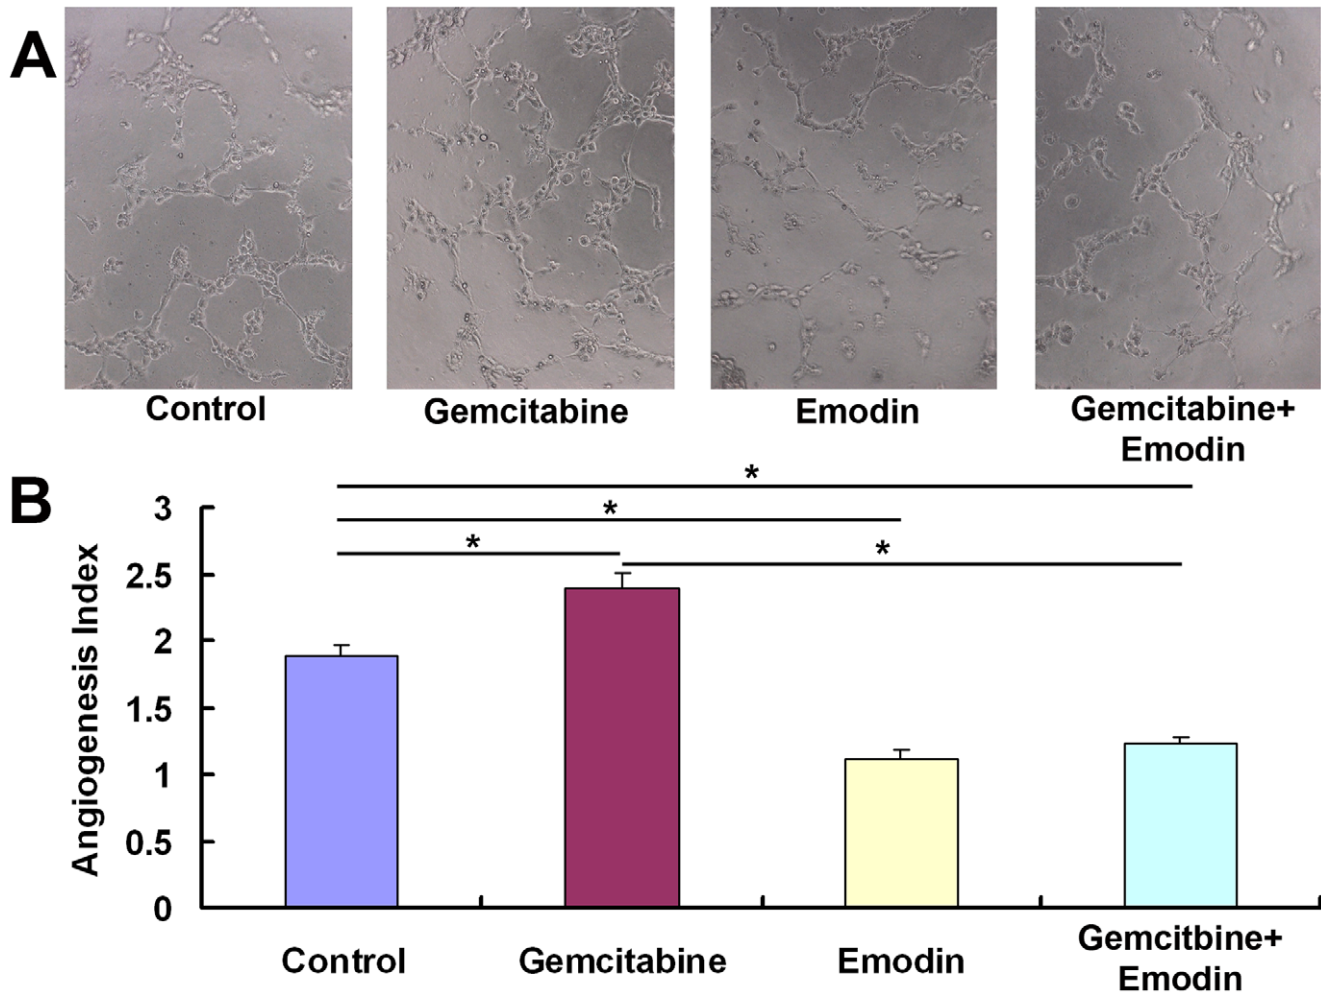 A
Control
Gemcitabine
Emodin
Gemcitabine+
Emodin
B
*
*
*
*
3
2.5
2
1.5
1
0.5
0
Angiogenesis Index
Control
Gemcitabine
Emodin
Gemcitbine+
Emodin